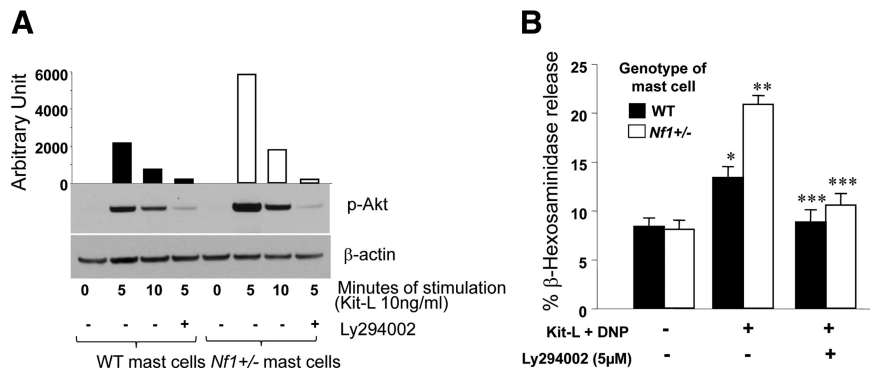 A
Arbitrary Unit
6000
4000
2000
0
p-Akt
β-actin
0 5 10 5 0 5 10 5 Minutes of stimulation
(Kit-L 10ng/ml)
- - - + - - - + Ly294002
WT mast cells Nf1+/- mast cells
B
% β-Hexosaminidase release
25
20
15
10
5
0
Genotype of
mast cell
WT
Nf1+/-
*
**
***
***
Kit-L + DNP - + +
Ly294002 (5µM) - - +